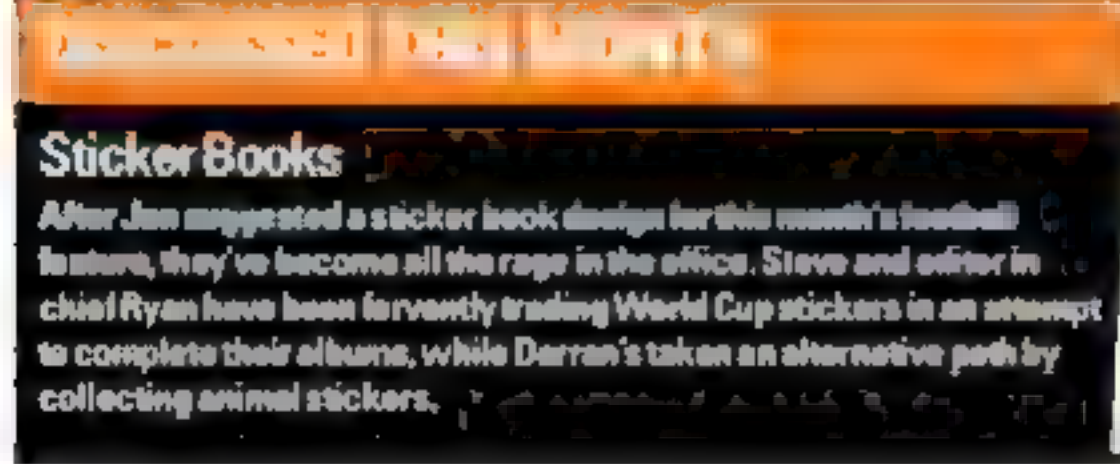 Sticker Books
After Jan suggested a sticker book design for this month's football
feature, they've become all the rage in the office. Steve and editor in
chief Ryan have been fervently trading World Cup stickers in an attempt
to complete their albums, while Darran's taken an alternative path by
collecting animal stickers.